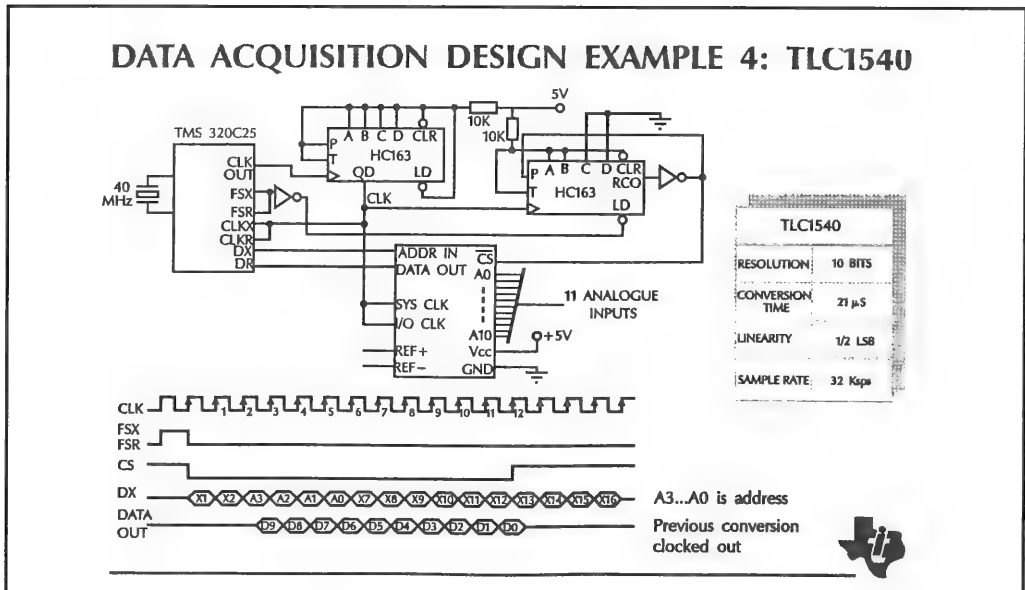 DATA ACQUISITION DESIGN EXAMPLE 4: TLC1540
5V
10K
10K
TMS 320C25
A B C D CLR
P
T
HC163
QD LD
CLK
CLK
OUT
FSX
FSR
CLKX
CLKR
DX
DR
40
MHz
A B C D CLR
P
RCO
T
HC163
LD
ADDR IN
DATA OUT
SYS CLK
I/O CLK
REF+
REF-
CS
A0
A10
Vcc
GND
11 ANALOGUE
INPUTS
+5V
TLC1540
RESOLUTION 10 BITS
CONVERSION
TIME 21 µS
LINEARITY 1/2 LSB
SAMPLE RATE 32 Ksps
CLK 1 2 3 4 5 6 7 8 9 10 11 12
FSX
FSR
CS
DX X1 X2 A3 A2 A1 A0 X7 X8 X9 X10 X11 X12 X13 X14 X15 X16 A3...A0 is address
DATA
OUT D9 D8 D7 D6 D5 D4 D3 D2 D1 D0
Previous conversion
clocked out